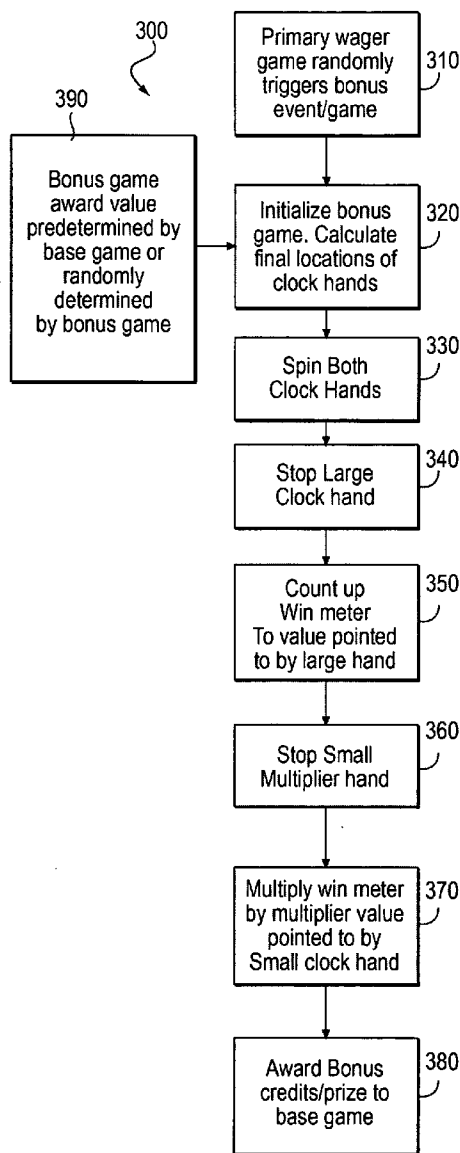 300
Primary wager
game randomly
triggers bonus
event/game
310
390
Bonus game
award value
predetermined by
base game or
randomly
determined
by bonus game
Initialize bonus
game. Calculate
final locations of
clock hands
320
Spin Both
Clock Hands
330
Stop Large
Clock hand
340
Count up
Win meter
To value pointed
to by large hand
350
Stop Small
Multiplier hand
360
Multiply win meter
by multiplier value
pointed to by
Small clock hand
370
Award Bonus
credits/prize to
base game
380